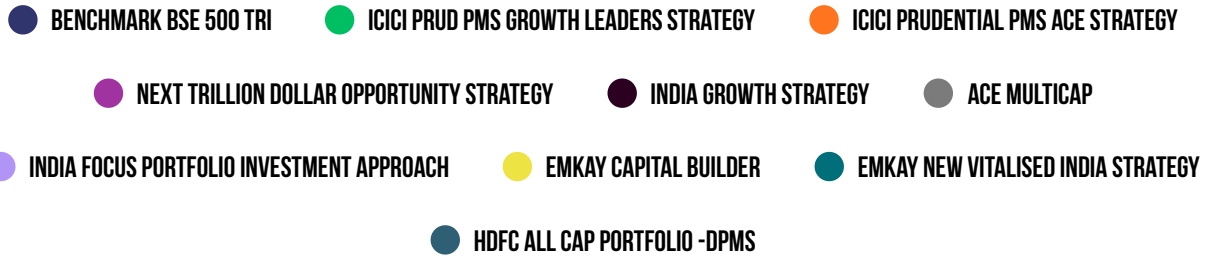 BENCHMARK BSE 500 TRI ICICI PRUD PMS GROWTH LEADERS STRATEGY ICICI PRUDENTIAL PMS ACE STRATEGY
NEXT TRILLION DOLLAR OPPORTUNITY STRATEGY INDIA GROWTH STRATEGY ACE MULTICAP
INDIA FOCUS PORTFOLIO INVESTMENT APPROACH EMKAY CAPITAL BUILDER EMKAY NEW VITALISED INDIA STRATEGY
HDFC ALL CAP PORTFOLIO -DPMS